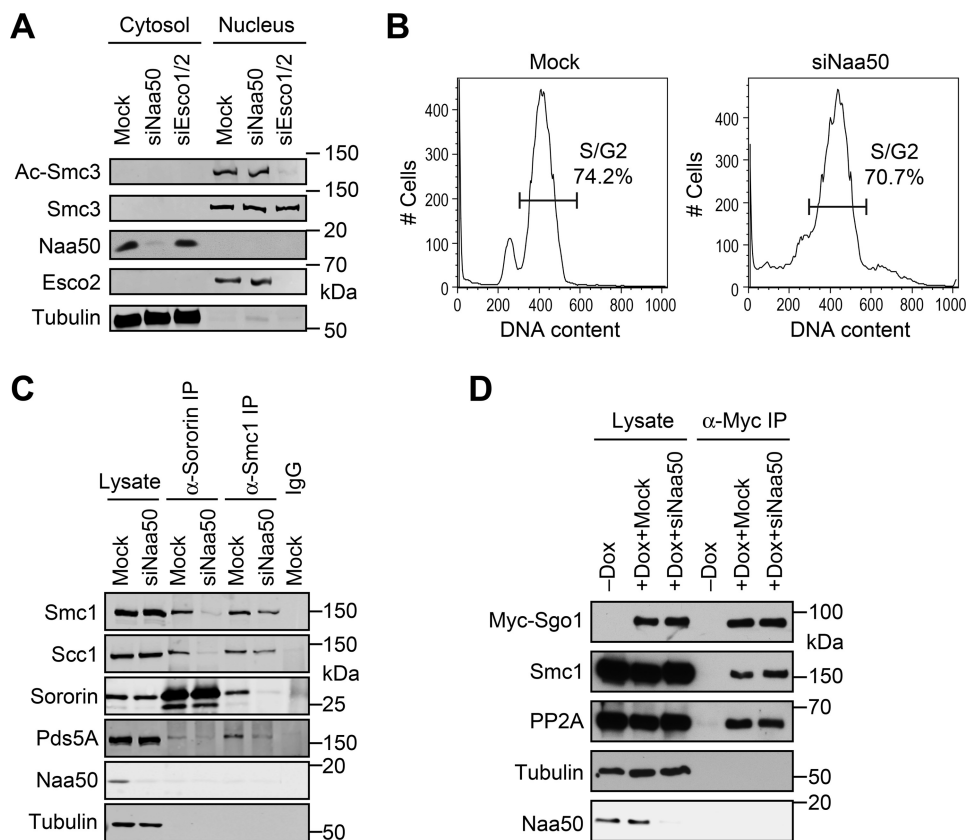 A
Cytosol Nucleus
Mock siNaa50 siEsco1/2 Mock siNaa50 siEsco1/2
150
Ac-Smc3
150
Smc3
20
Naa50
70
Esco2
kDa
Tubulin
50
B
Mock
# Cells
400
300
200
100
0
S/G2
74.2%
0 200 400 600 800 1000
DNA content
siNaa50
# Cells
400
300
200
100
0
S/G2
70.7%
0 200 400 600 800 1000
DNA content
C
Lysate α-Sororin IP α-Smc1 IP IgG
Mock siNaa50 Mock siNaa50 Mock siNaa50 Mock
Smc1 150
Scc1 150
kDa
Sororin 25
Pds5A 150
20
Naa50
Tubulin
50
D
Lysate α-Myc IP
–Dox +Dox+Mock +Dox+siNaa50 –Dox +Dox+Mock +Dox+siNaa50
100
Myc-Sgo1
kDa
Smc1 150
70
PP2A
Tubulin 50
20
Naa50